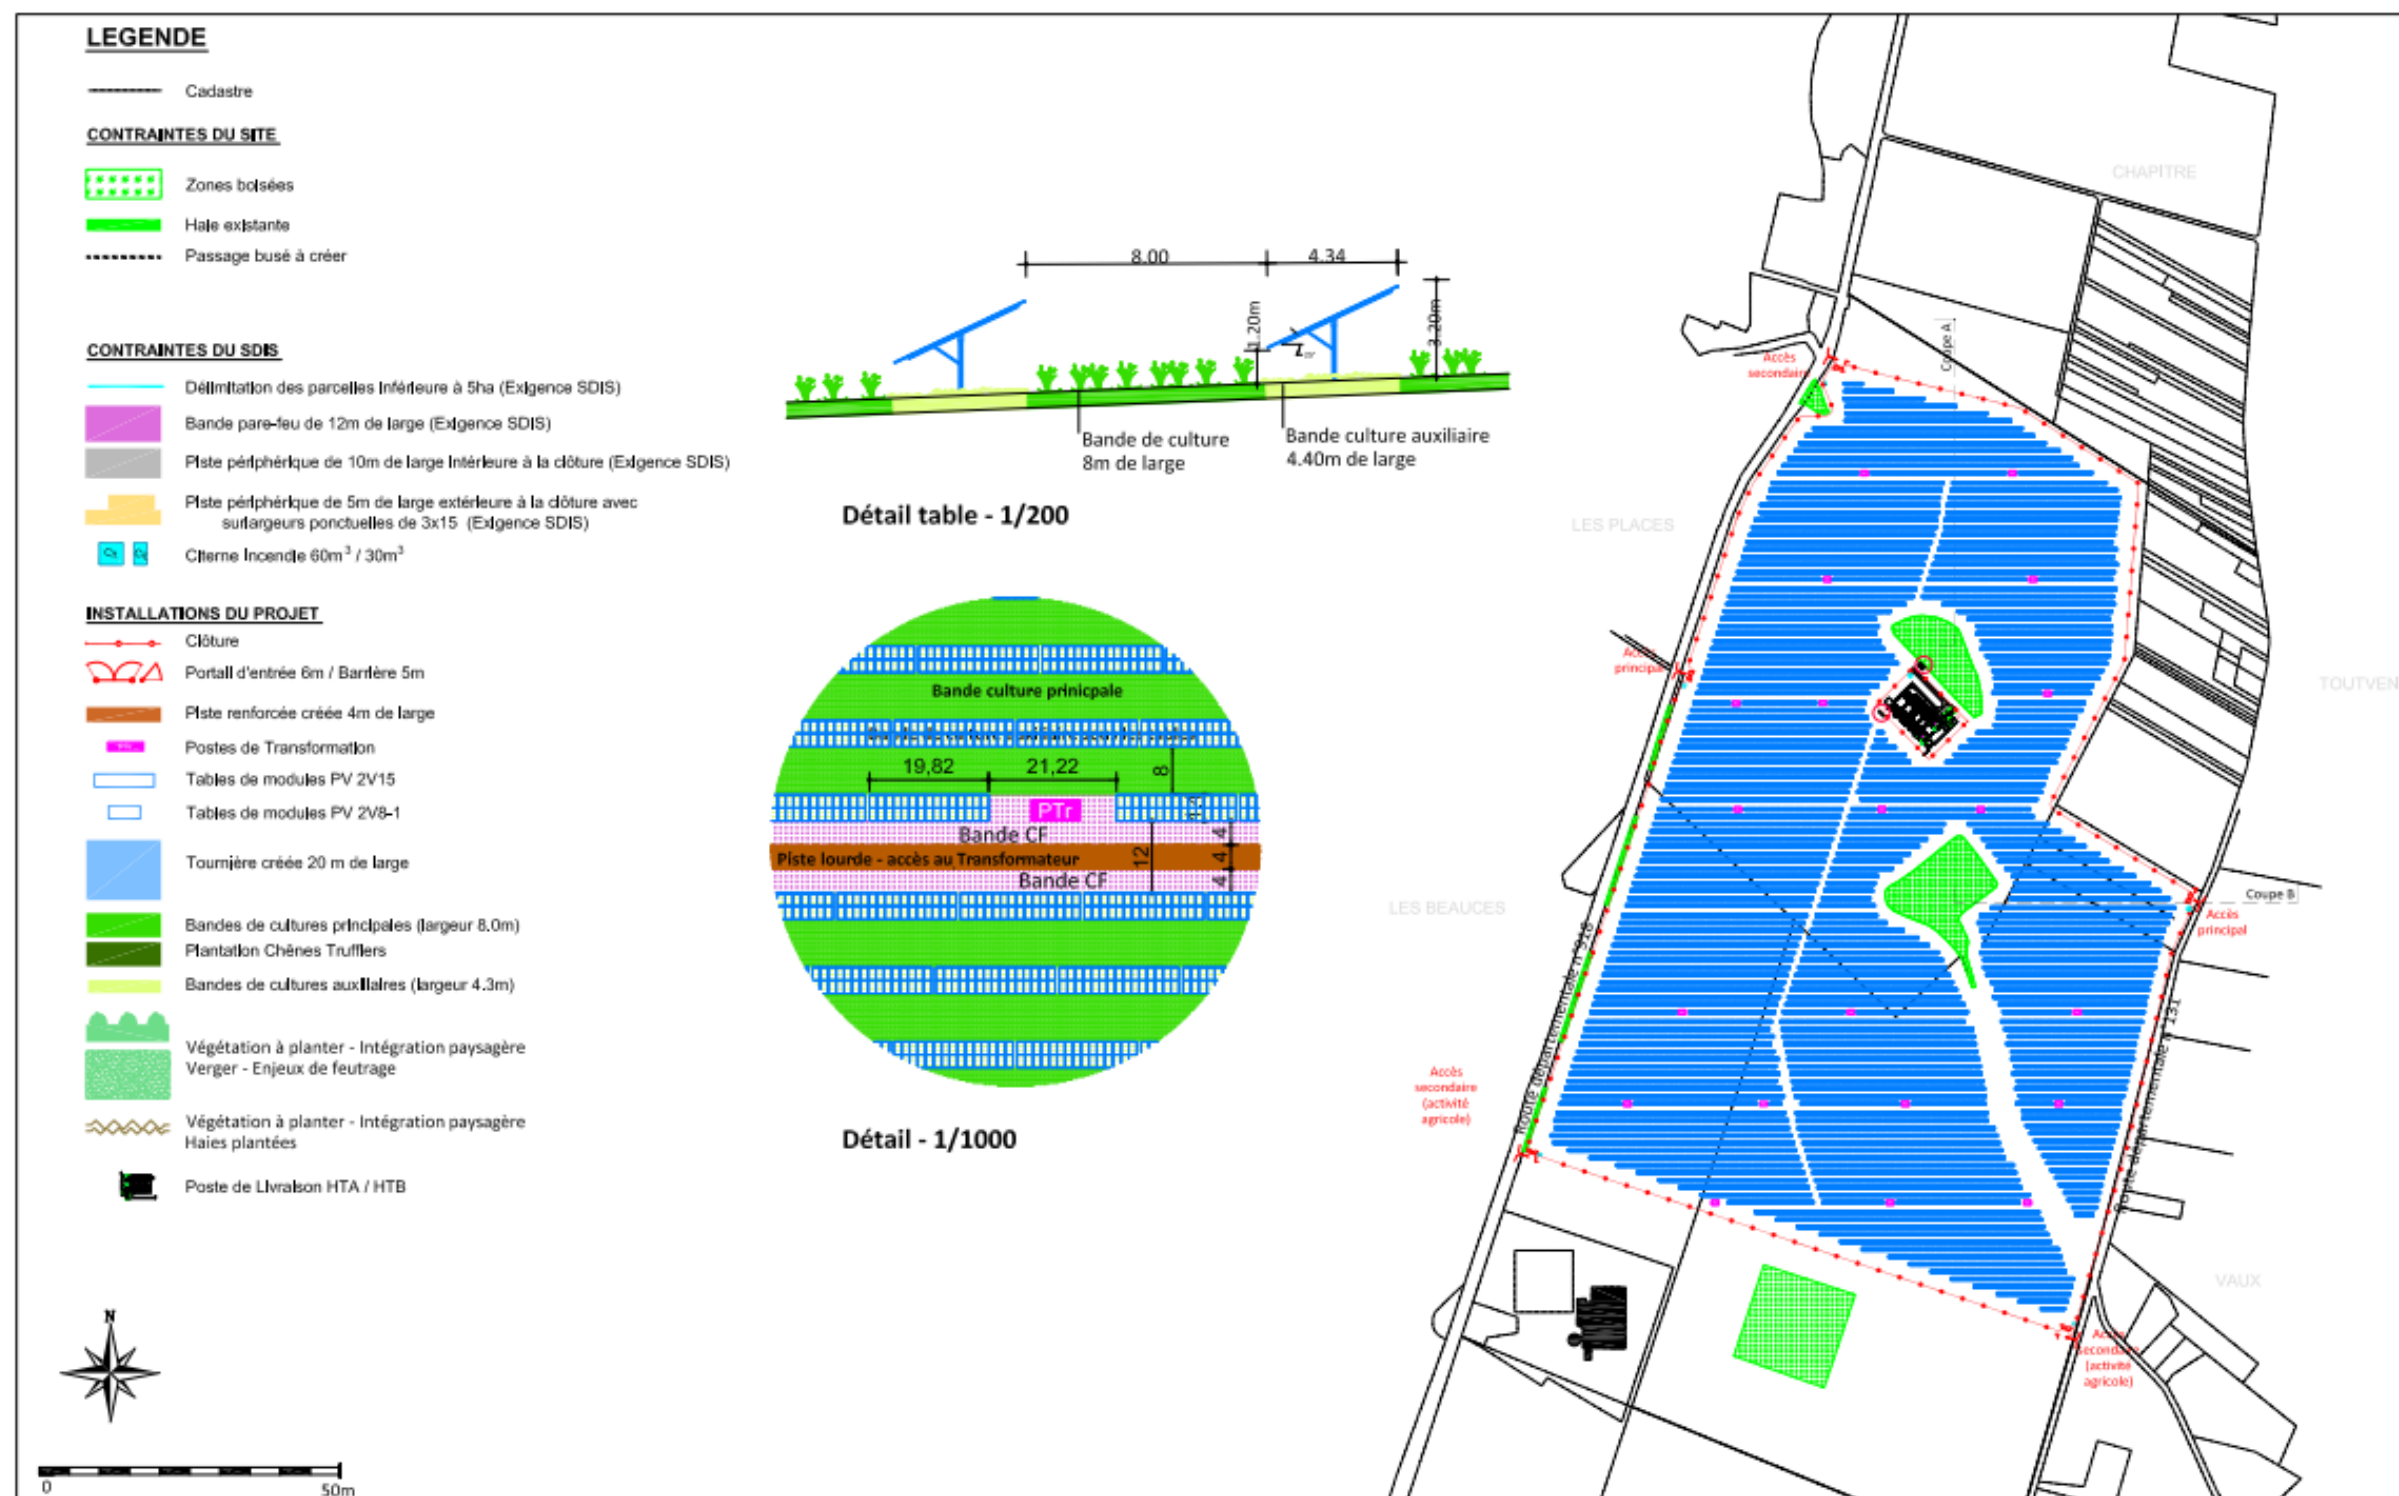 LEGENDE
Cadastre
CONTRAINTES DU SITE
Zones boisées
Haie existante
Passage busé à créer
CONTRAINTES DU SDIS
Délimitation des parcelles inférieure à 5ha (Exigence SDIS)
Bande pare-feu de 12m de large (Exigence SDIS)
Piste périphérique de 10m de large intérieure à la clôture (Exigence SDIS)
Piste périphérique de 5m de large extérieure à la clôture avec
surlargeurs ponctuelles de 3x15 (Exigence SDIS)
Citerne Incendie 60m³ / 30m³
INSTALLATIONS DU PROJET
Clôture
Portail d'entrée 6m / Barrière 5m
Piste renforcée créée 4m de large
Postes de Transformation
Tables de modules PV 2V15
Tables de modules PV 2V8-1
Tournière créée 20 m de large
Bandes de cultures principales (largeur 8.0m)
Plantation Chênes Truffiers
Bandes de cultures auxiliaires (largeur 4.3m)
Végétation à planter - Intégration paysagère
Verger - Enjeux de feutrage
Végétation à planter - Intégration paysagère
Haies plantées
Poste de Livraison HTA / HTB
N
0
50m
8.00
4.34
1.20m
3.20m
Bande de culture
8m de large
Bande culture auxiliaire
4.40m de large
Détail table - 1/200
Bande culture prinicpale
19,82
21,22
8
PTr
Bande CF
4
Piste lourde - accès au Transformateur
12
4
Bande CF
4
Détail - 1/1000
CHAPITRE
Coupe A
Accès
secondaire
LES PLACES
Accès
principal
TOUTVEN
LES BEAUCES
Coupe B
Accès
principal
Route départementale n°918
Route départementale n°131
Accès
secondaire
(activité
agricole)
VAUX
Accès
secondaire
(activité
agricole)